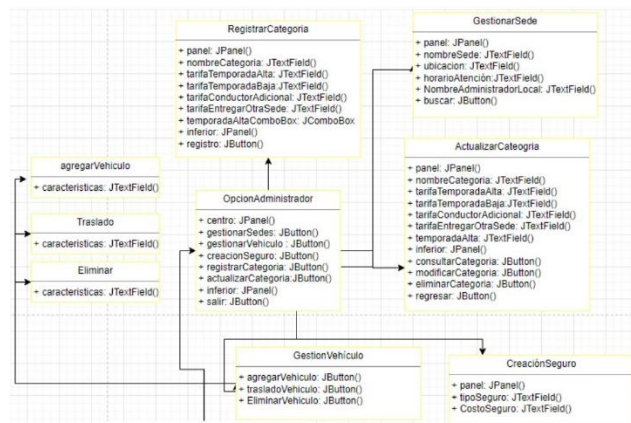 RegistrarCategoria
+ panel: JPanel()
+ nombreCategoria: JTextField()
+ tarifaTemporadaAlta: JTextField()
+ tarifaTemporadaBaja:JTextField()
+ tarifaConductorAdicional: JTextField()
+ tarifaEntregarOtraSede: JTextField()
+ temporadaAltaComboBox: JComboBox
+ inferior: JPanel()
+ registro: JButton()
GestionarSede
+ panel: JPanel()
+ nombreSede: JTextField()
+ ubicacion: JTextField()
+ horarioAtención:JTextField()
+ NombreAdministradorLocal: JTextField()
+ buscar: JButton()
agregarVehiculo
+ caracteristicas: JTextField()
Traslado
+ caracteristicas: JTextField()
Eliminar
+ caracteristicas: JTextField()
OpcionAdministrador
+ centro: JPanel()
+ gestionarSedes: JButton()
+ gestionarVehiculo : JButton()
+ creacionSeguro: JButton()
+ registrarCategoria: JButton()
+ actualizarCategoria:JButton()
+ inferior: JPanel()
+ salir: JButton()
ActualizarCateogria
+ panel: JPanel()
+ nombreCategoria: JTextField()
+ tarifaTemporadaAlta: JTextField()
+ tarifaTemporadaBaja:JTextField()
+ tarifaConductorAdicional: JTextField()
+ tarifaEntregarOtraSede: JTextField()
+ temporadaAlta: JTextField()
+ inferior: JPanel()
+ consultarCategoria: JButton()
+ modificarCategoria: JButton()
+ eliminarCategoria: JButton()
+ regresar: JButton()
GestionVehículo
+ agregarVehiculo: JButton()
+ trasladoVehiculo: JButton()
+ EliminarVehiculo: JButton()
CreaciónSeguro
+ panel: JPanel()
+ tipoSeguro: JTextField()
+ CostoSeguro: JTextField()